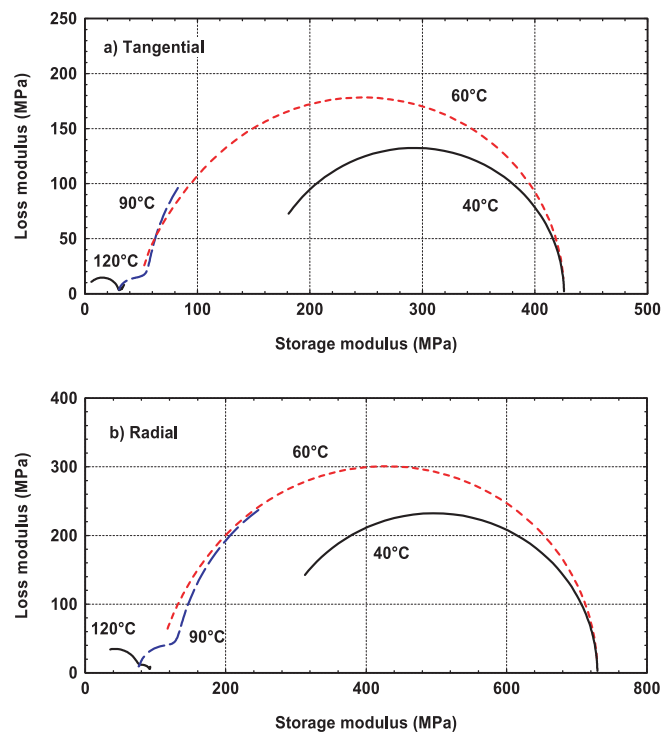 250
a) Tangential
200
60°C
150
Loss modulus (MPa)
100
90°C
40°C
50
120°C
0
0 100 200 300 400 500
Storage modulus (MPa)
400
b) Radial
60°C
300
Loss modulus (MPa)
200
40°C
100
120°C
90°C
0
0 200 400 600 800
Storage modulus (MPa)